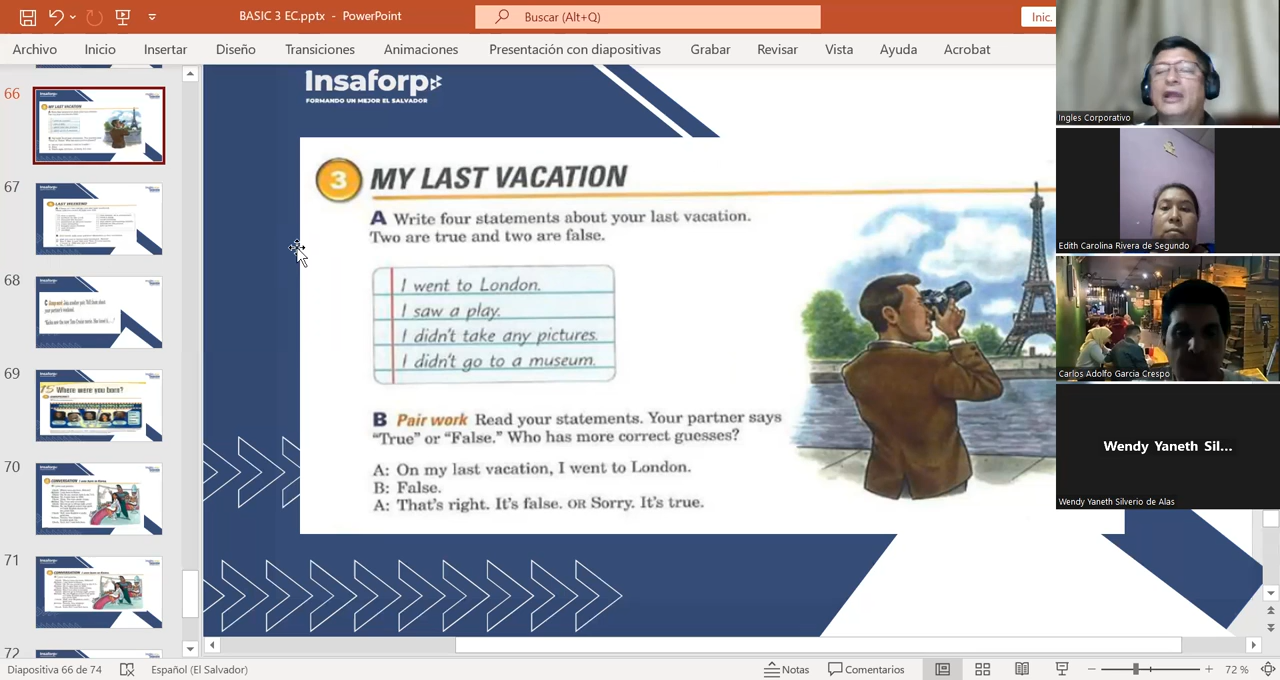 BASIC 3 EC.pptx - PowerPoint
Buscar (Alt+Q)
Inic.
Archivo Inicio Insertar Diseño Transiciones Animaciones Presentación con diapositivas Grabar Revisar Vista Ayuda Acrobat
66
67
68
69
70
71
72
Insaforp
FORMANDO UN MEJOR EL SALVADOR
3 MY LAST VACATION
A Write four statements about your last vacation.
Two are true and two are false.
I went to London.
I saw a play.
I didn't take any pictures.
I didn't go to a museum.
B Pair work Read your statements. Your partner says
"True" or "False." Who has more correct guesses?
A: On my last vacation, I went to London.
B: False.
A: That's right. It's false. OR Sorry. It's true.
Ingles Corporativo
Edith Carolina Rivera de Segundo
Carlos Adolfo Garcia Crespo
Wendy Yaneth Sil...
Wendy Yaneth Silverio de Alas
Diapositiva 66 de 74
Español (El Salvador)
Notas
Comentarios
72 %